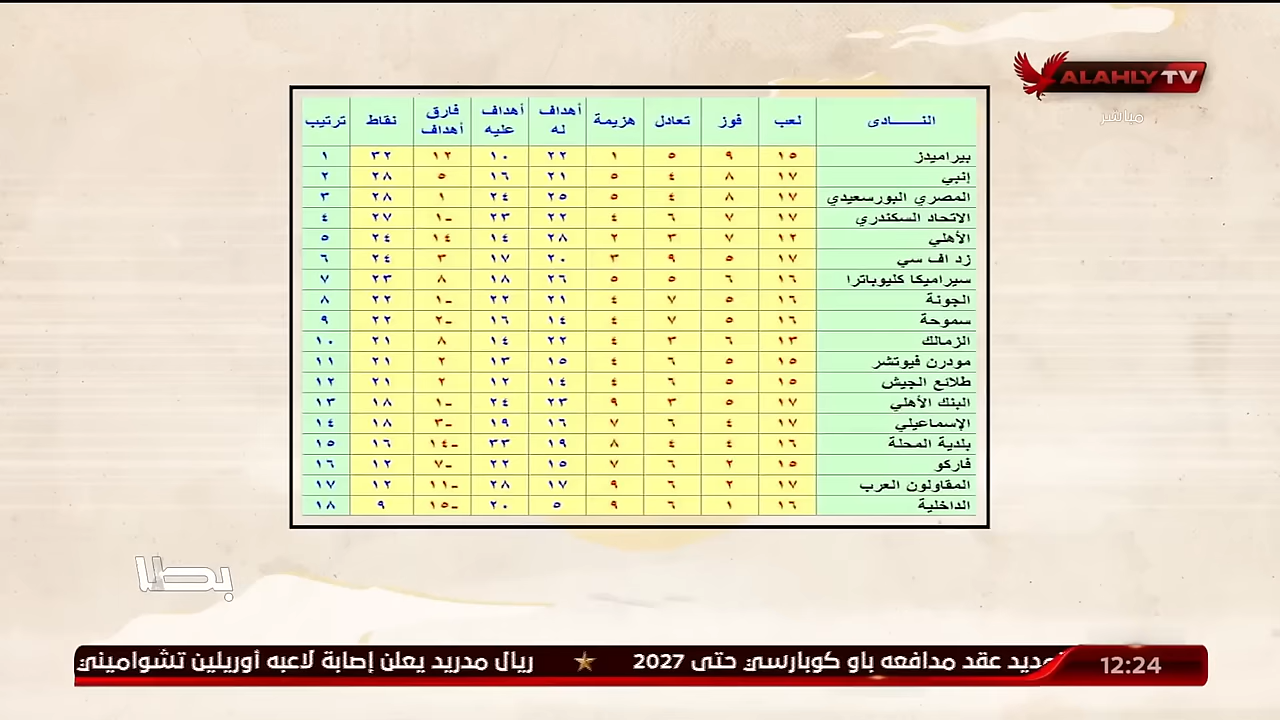 ALAHLY TV
مباشر
النـــــادى لعب فوز تعادل هزيمة أهداف له أهداف عليه فارق أهداف نقاط ترتيب
بيراميدز ١٥ ٩ ٥ ١ ٢٢ ١٠ ١٢ ٣٢ ١
إنبي ١٧ ٨ ٤ ٥ ٢١ ١٦ ٥ ٢٨ ٢
المصري البورسعيدي ١٧ ٨ ٤ ٥ ٢٥ ٢٤ ١ ٢٨ ٣
الاتحاد السكندري ١٧ ٧ ٦ ٤ ٢٢ ٢٣ -١ ٢٧ ٤
الأهلي ١٢ ٧ ٣ ٢ ٢٨ ١٤ ١٤ ٢٤ ٥
زد اف سي ١٧ ٥ ٩ ٣ ٢٠ ١٧ ٣ ٢٤ ٦
سيراميكا كليوباترا ١٦ ٦ ٥ ٥ ٢٦ ١٨ ٨ ٢٣ ٧
الجونة ١٦ ٥ ٧ ٤ ٢١ ٢٢ -١ ٢٢ ٨
سموحة ١٦ ٥ ٧ ٤ ١٤ ١٦ -٢ ٢٢ ٩
الزمالك ١٣ ٦ ٣ ٤ ٢٢ ١٤ ٨ ٢١ ١٠
مودرن فيوتشر ١٥ ٥ ٦ ٤ ١٥ ١٣ ٢ ٢١ ١١
طلائع الجيش ١٥ ٥ ٦ ٤ ١٤ ١٢ ٢ ٢١ ١٢
البنك الأهلي ١٧ ٥ ٣ ٩ ٢٣ ٢٤ -١ ١٨ ١٣
الإسماعيلي ١٧ ٤ ٦ ٧ ١٦ ١٩ -٣ ١٨ ١٤
بلدية المحلة ١٦ ٤ ٤ ٨ ١٩ ٣٣ -١٤ ١٦ ١٥
فاركو ١٥ ٢ ٦ ٧ ١٥ ٢٢ -٧ ١٢ ١٦
المقاولون العرب ١٧ ٢ ٦ ٩ ١٧ ٢٨ -١١ ١٢ ١٧
الداخلية ١٦ ١ ٦ ٩ ٥ ٢٠ -١٥ ٩ ١٨
بطا
عقد مدافعه باو كوبارسي حتى 2027 ريال مدريد يعلن إصابة لاعبه أوريلين تشواميني
12:24